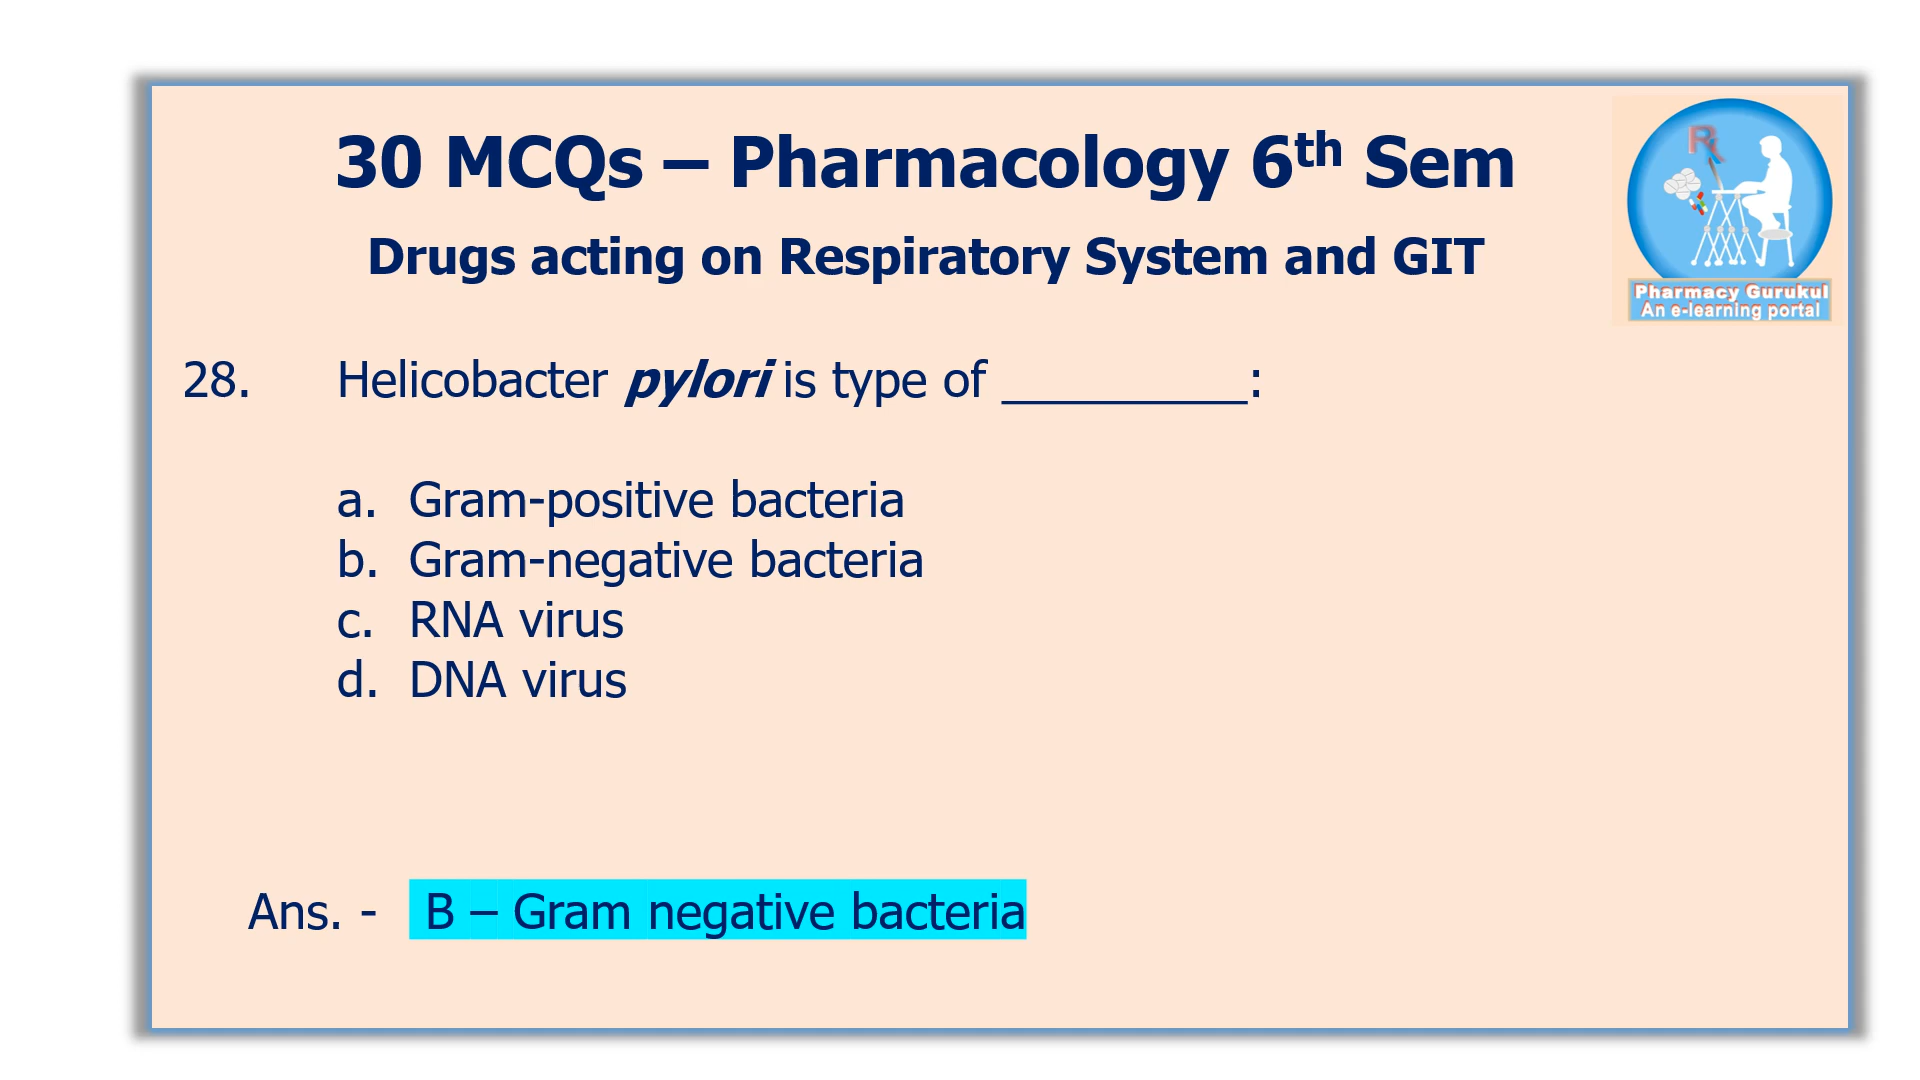 30 MCQs – Pharmacology 6th Sem
Drugs acting on Respiratory System and GIT
Rx
Pharmacy Gurukul
An e-learning portal
28. Helicobacter pylori is type of __________:
a. Gram-positive bacteria
b. Gram-negative bacteria
c. RNA virus
d. DNA virus
Ans. - B – Gram negative bacteria